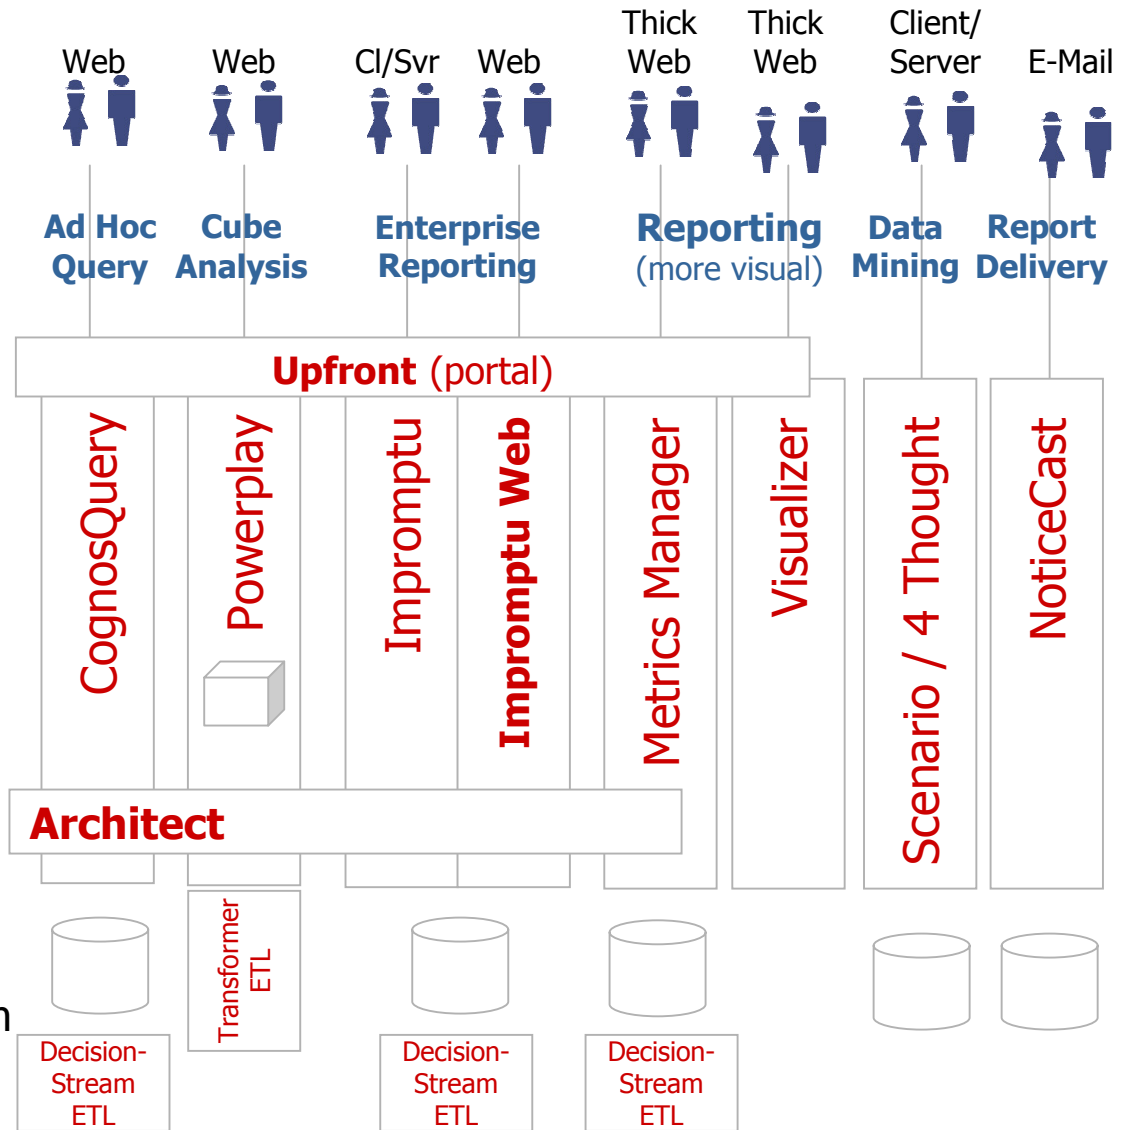 Web
Web
Cl/Svr
Web
Thick
Web
Thick
Web
Client/
Server
E-Mail
Ad Hoc
Query
Cube
Analysis
Enterprise
Reporting
Reporting
(more visual)
Data
Mining
Report
Delivery
Upfront (portal)
CognosQuery
Powerplay
Impromptu
Impromptu Web
Metrics Manager
Visualizer
Scenario / 4 Thought
NoticeCast
Architect
Transformer
ETL
Decision-
Stream
ETL
Decision-
Stream
ETL
Decision-
Stream
ETL